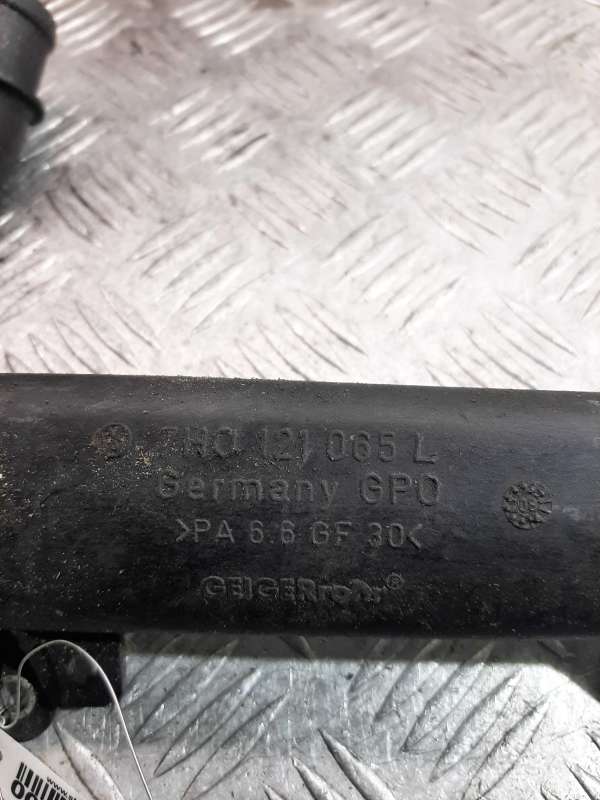 7H0 121 065 L
Germany GPO
>PA 6.6 GF 30<
GEIGER